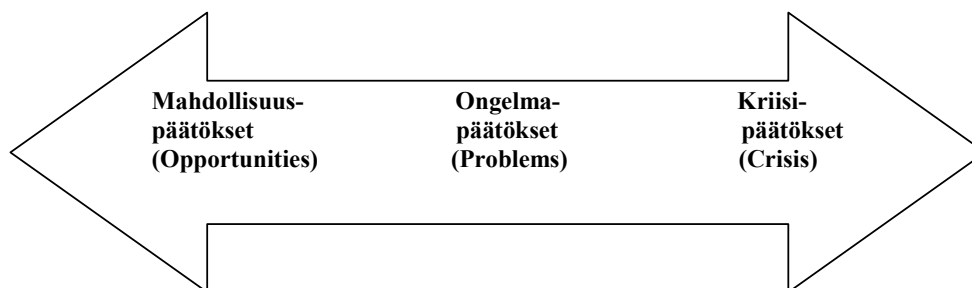 Mahdollisuus-
päätökset
(Opportunities)
Ongelma-
päätökset
(Problems)
Kriisi-
päätökset
(Crisis)